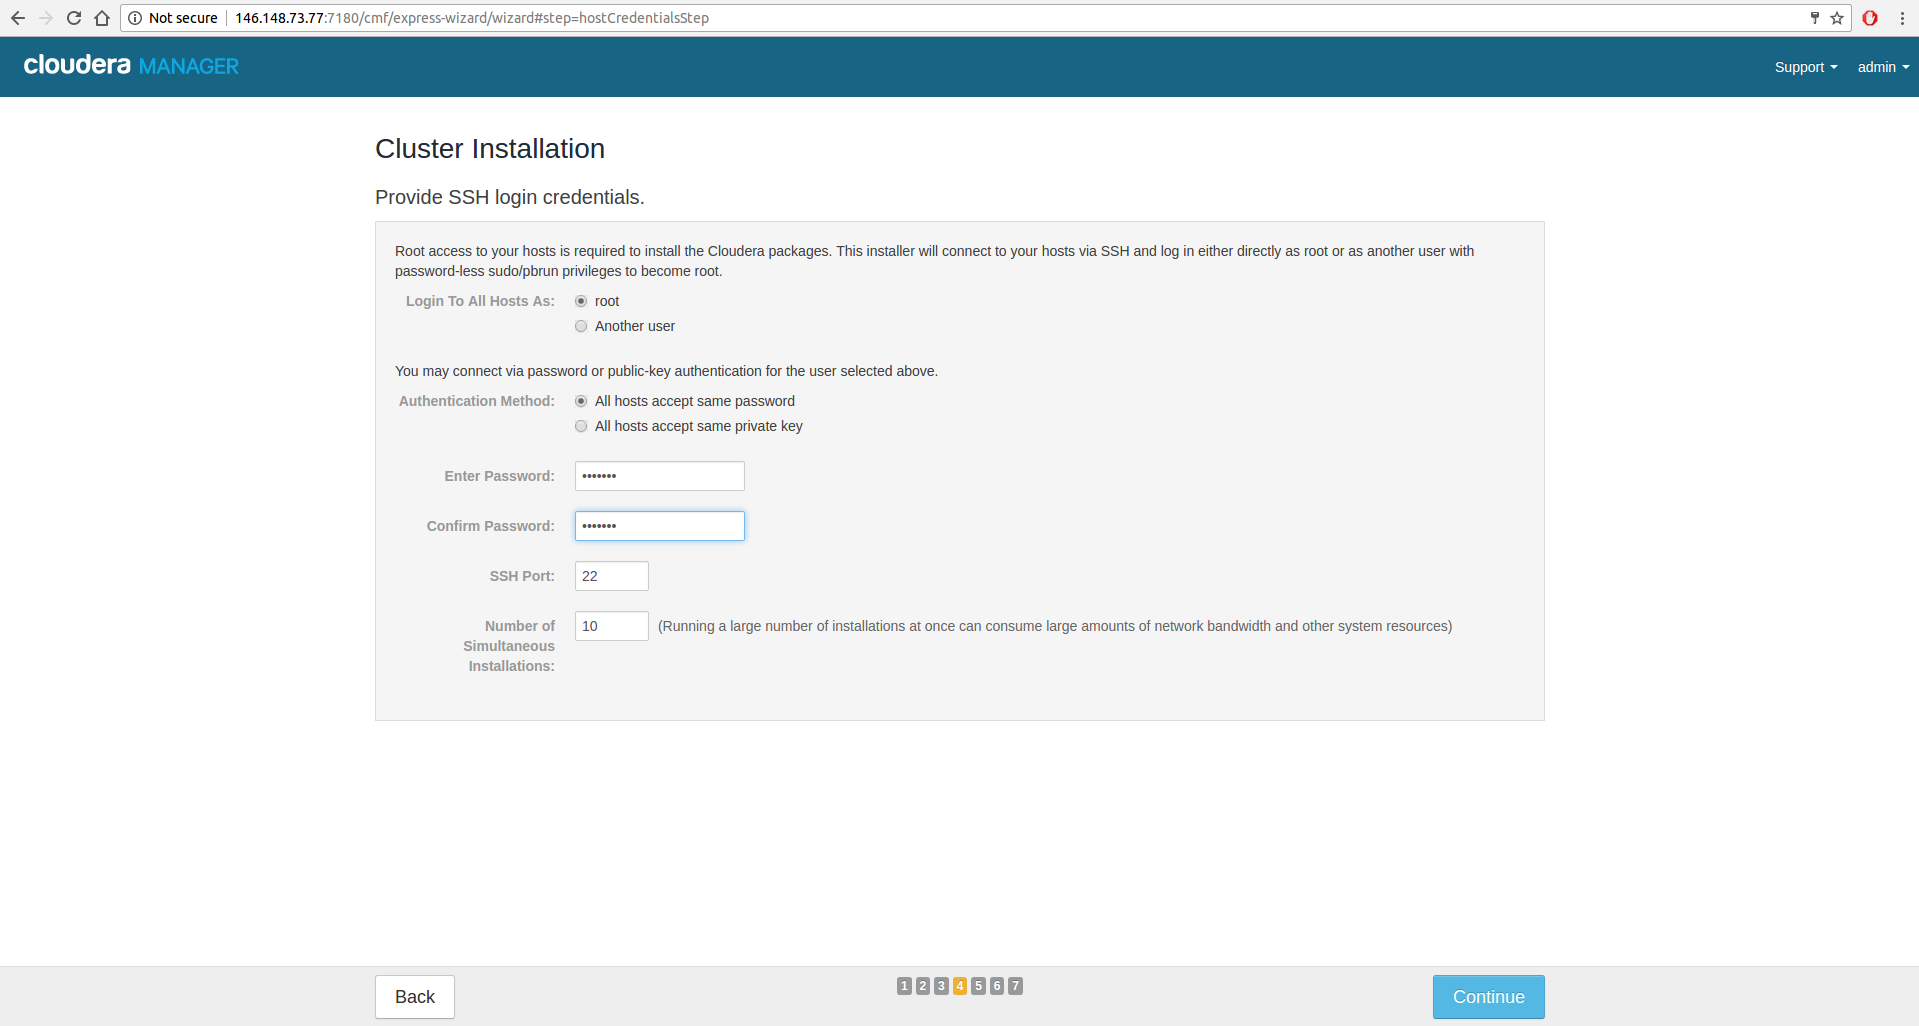 Not secure | 146.148.73.77:7180/cmf/express-wizard/wizard#step=hostCredentialsStep
cloudera MANAGER
Support
admin
Cluster Installation
Provide SSH login credentials.
Root access to your hosts is required to install the Cloudera packages. This installer will connect to your hosts via SSH and log in either directly as root or as another user with
password-less sudo/pbrun privileges to become root.
Login To All Hosts As:
root
Another user
You may connect via password or public-key authentication for the user selected above.
Authentication Method:
All hosts accept same password
All hosts accept same private key
Enter Password:
•••••••
Confirm Password:
•••••••
SSH Port:
22
Number of
Simultaneous
Installations:
10
(Running a large number of installations at once can consume large amounts of network bandwidth and other system resources)
Back
1 2 3 4 5 6 7
Continue